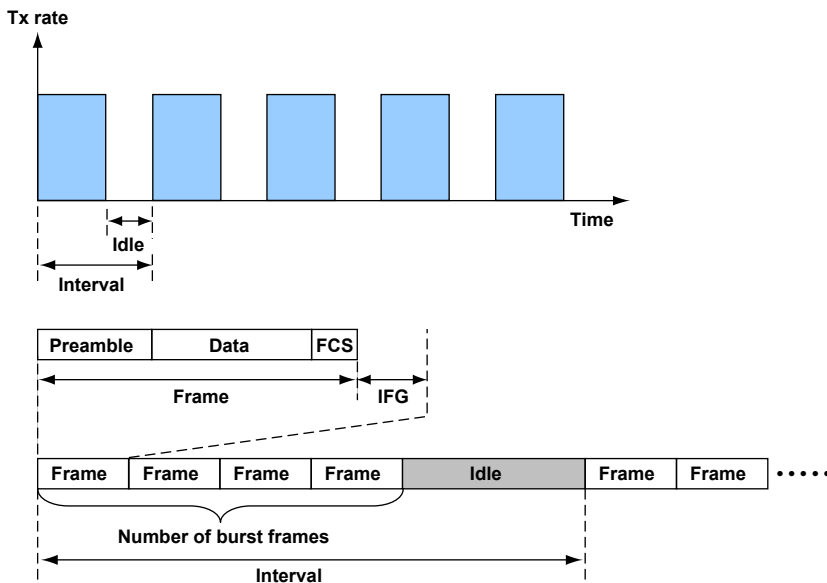 Tx rate
Time
Idle
Interval
Preamble Data FCS
Frame IFG
Frame Frame Frame Frame Idle Frame Frame •••••
Number of burst frames
Interval